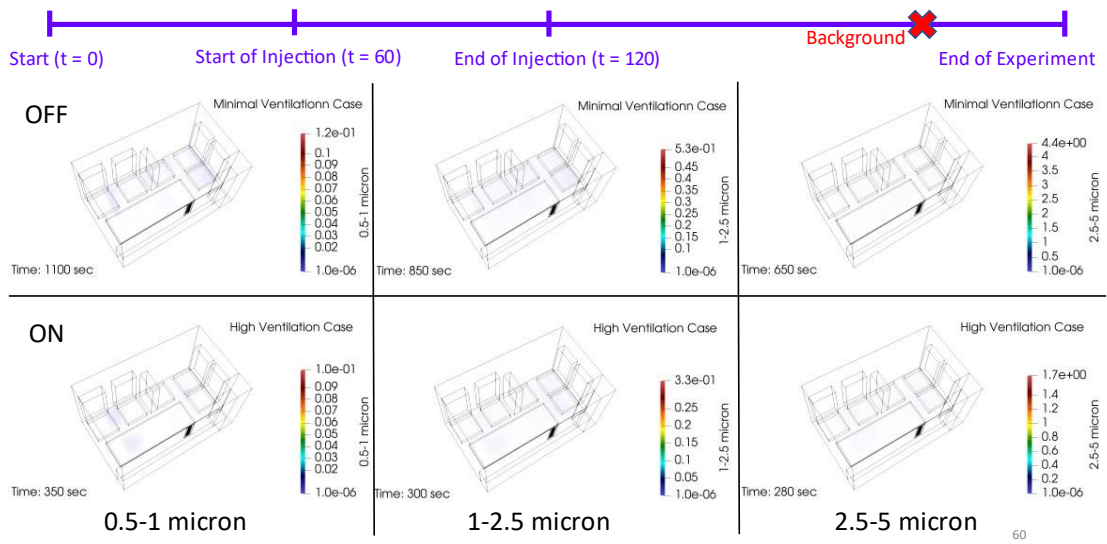 Start (t = 0)
Start of Injection (t = 60)
End of Injection (t = 120)
Background
End of Experiment
OFF
Minimal Ventilationn Case
1.2e-01
0.1
0.09
0.08
0.07
0.06
0.05
0.04
0.03
0.02
1.0e-06
0.5-1 micron
Time: 1100 sec
Minimal Ventilationn Case
5.3e-01
0.45
0.4
0.35
0.3
0.25
0.2
0.15
0.1
1.0e-06
1-2.5 micron
Time: 850 sec
Minimal Ventilationn Case
4.4e+00
4
3.5
3
2.5
2
1.5
1
0.5
1.0e-06
2.5-5 micron
Time: 650 sec
ON
High Ventilation Case
1.0e-01
0.09
0.08
0.07
0.06
0.05
0.04
0.03
0.02
1.0e-06
0.5-1 micron
Time: 350 sec
High Ventilation Case
3.3e-01
0.25
0.2
0.15
0.1
0.05
1.0e-06
1-2.5 micron
Time: 300 sec
High Ventilation Case
1.7e+00
1.4
1.2
1
0.8
0.6
0.4
0.2
1.0e-06
2.5-5 micron
Time: 280 sec
0.5-1 micron
1-2.5 micron
2.5-5 micron
60